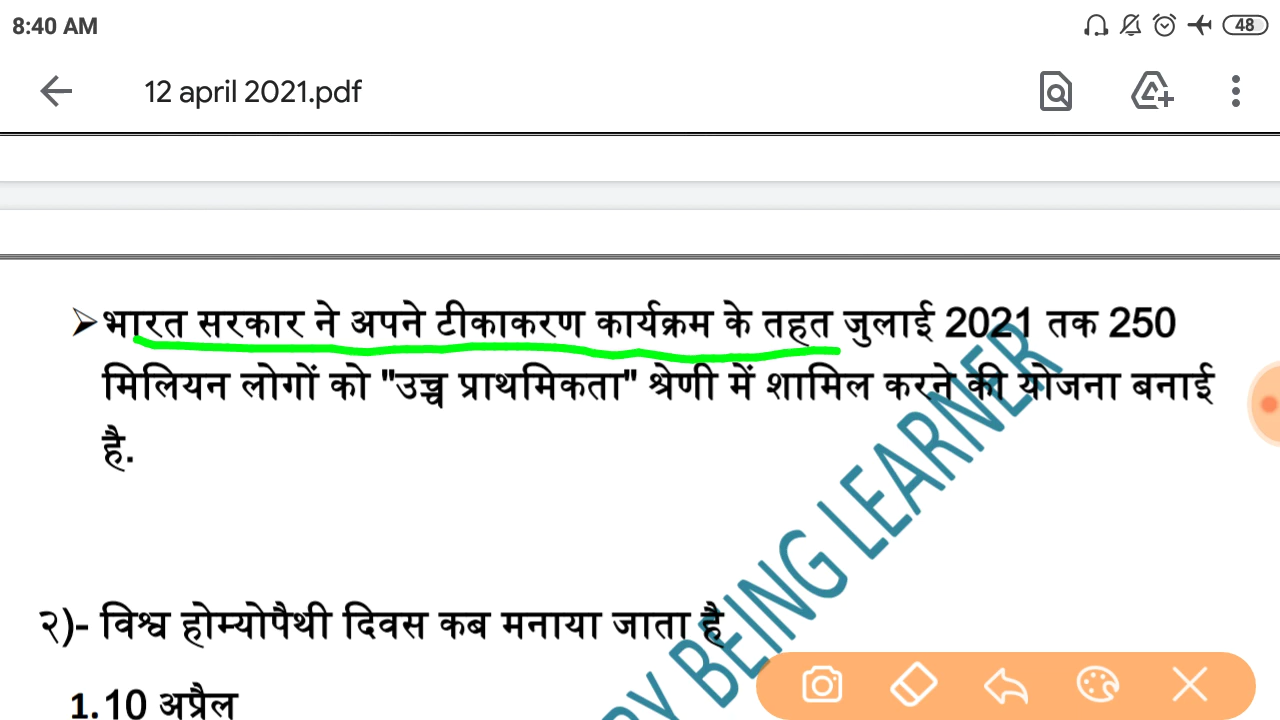 8:40 AM
48
12 april 2021.pdf
➢भारत सरकार ने अपने टीकाकरण कार्यक्रम के तहत जुलाई 2021 तक 250
मिलियन लोगों को "उच्च प्राथमिकता" श्रेणी में शामिल करने की योजना बनाई
है.
२)- विश्व होम्योपैथी दिवस कब मनाया जाता है
1.10 अप्रैल
BY BEING LEARNER